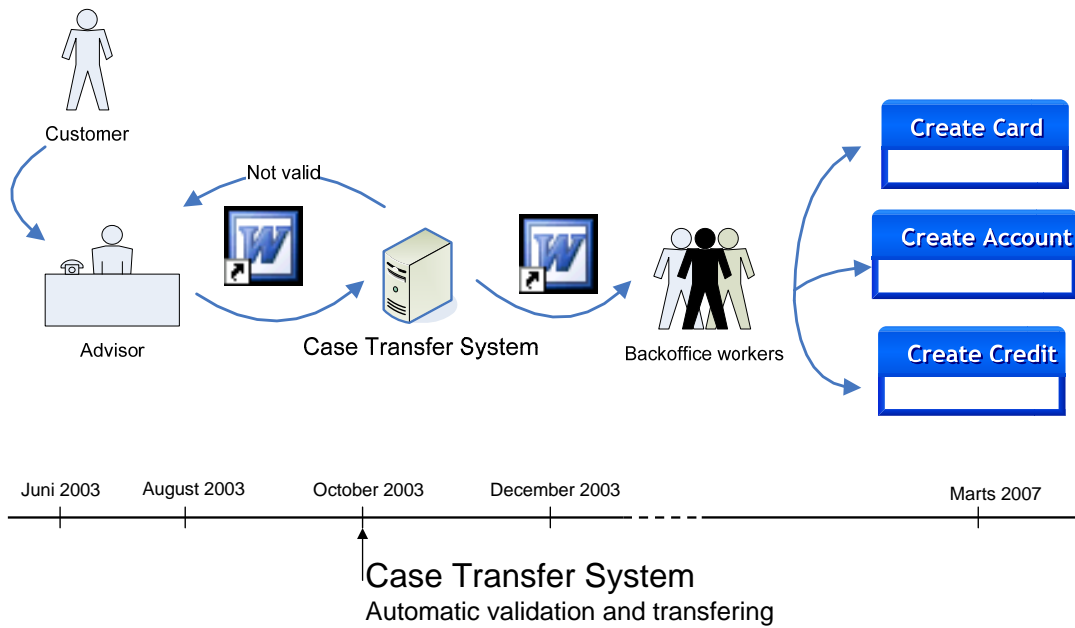 Customer
Not valid
W
W
Advisor
Case Transfer System
Backoffice workers
Create Card
Create Account
Create Credit
Juni 2003
August 2003
October 2003
December 2003
Marts 2007
Case Transfer System
Automatic validation and transfering